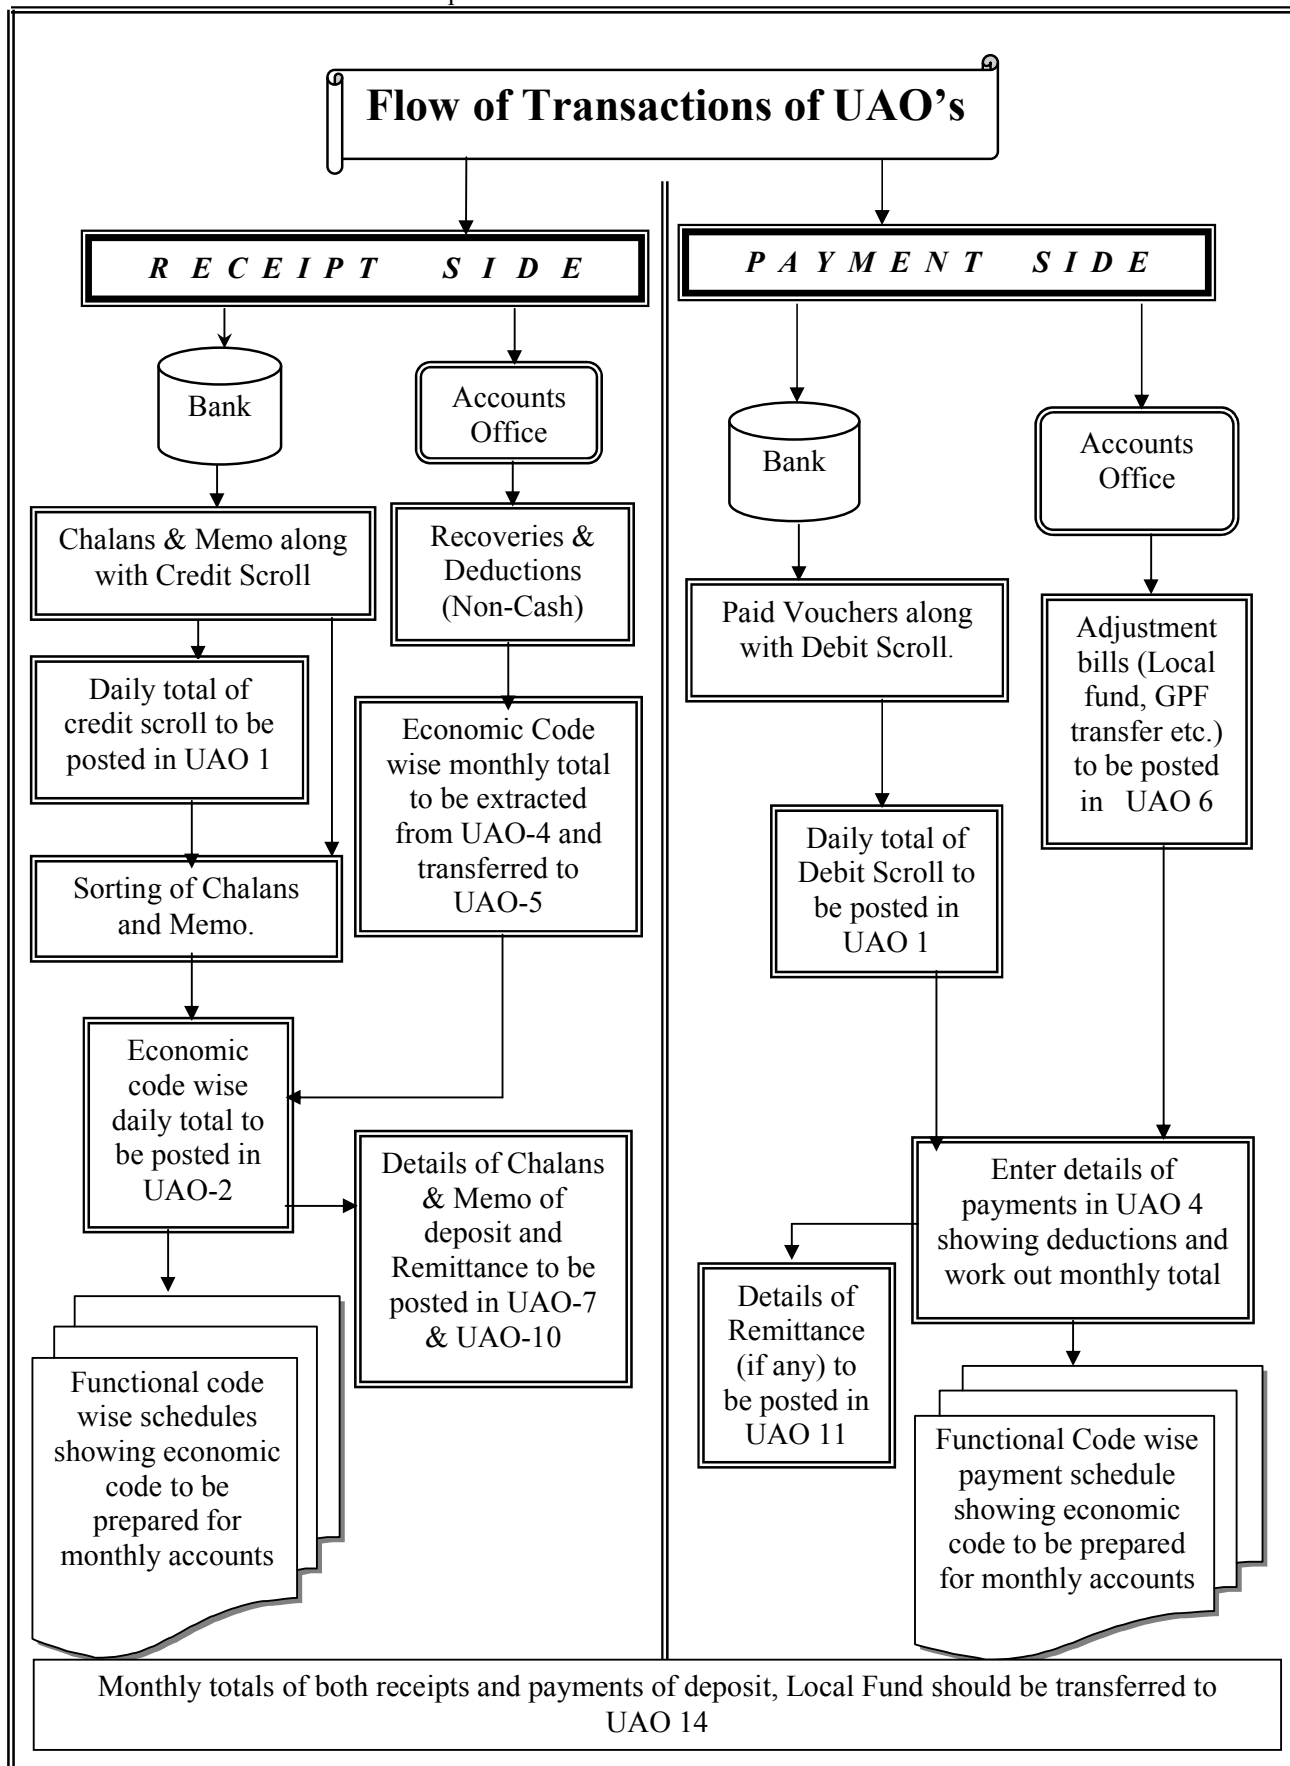 Flow of Transactions of UAO’s
R E C E I P T S I D E
Bank
Accounts
Office
Chalans & Memo along
with Credit Scroll
Recoveries &
Deductions
(Non-Cash)
Daily total of
credit scroll to be
posted in UAO 1
Economic Code
wise monthly total
to be extracted
from UAO-4 and
transferred to
UAO-5
Sorting of Chalans
and Memo.
Economic
code wise
daily total to
be posted in
UAO-2
Details of Chalans
& Memo of
deposit and
Remittance to be
posted in UAO-7
& UAO-10
Functional code
wise schedules
showing economic
code to be
prepared for
monthly accounts
P A Y M E N T S I D E
Bank
Accounts
Office
Paid Vouchers along
with Debit Scroll.
Adjustment
bills (Local
fund, GPF
transfer etc.)
to be posted
in UAO 6
Daily total of
Debit Scroll to
be posted in
UAO 1
Enter details of
payments in UAO 4
showing deductions and
work out monthly total
Details of
Remittance
(if any) to
be posted in
UAO 11
Functional Code wise
payment schedule
showing economic
code to be prepared
for monthly accounts
Monthly totals of both receipts and payments of deposit, Local Fund should be transferred to
UAO 14